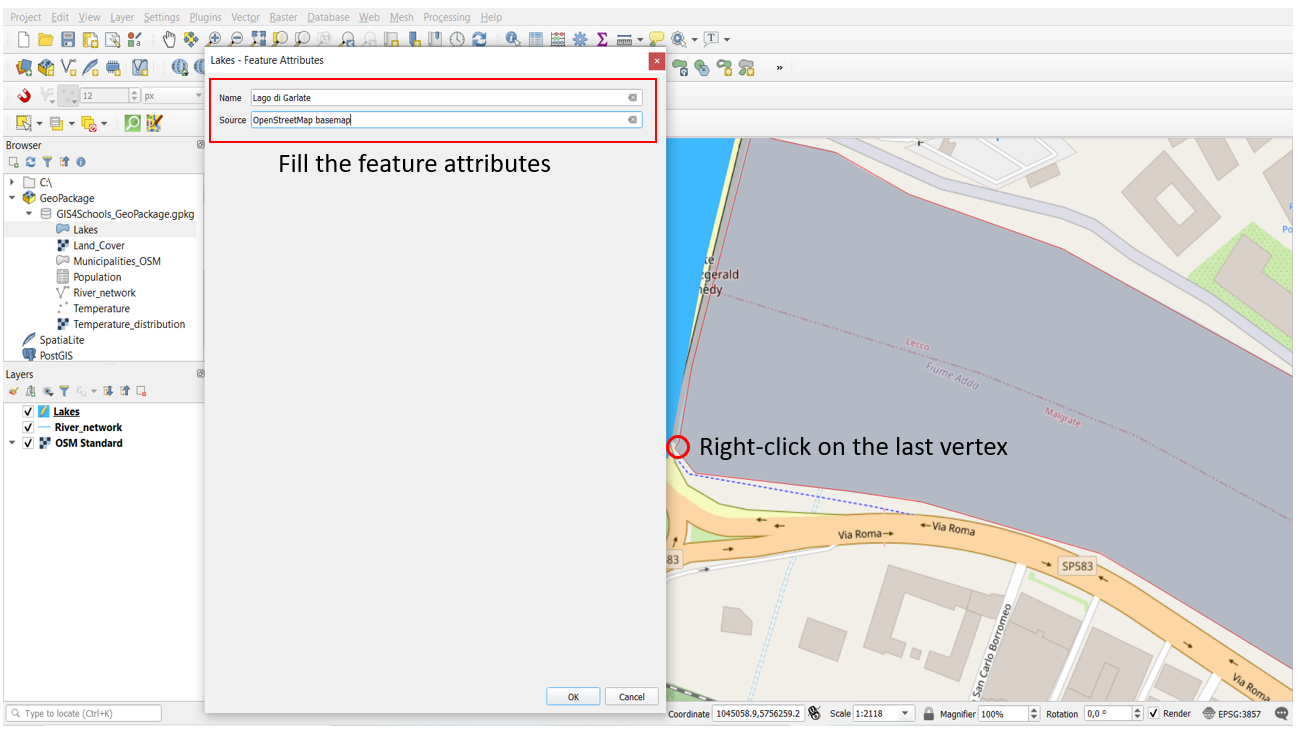 Project Edit View Layer Settings Plugins Vector Raster Database Web Mesh Processing Help
12 px
Lakes - Feature Attributes
Name Lago di Garlate
Source OpenStreetMap basemap
Fill the feature attributes
OK Cancel
Browser
C:\
GeoPackage
GIS4Schools_GeoPackage.gpkg
Lakes
Land_Cover
Municipalities_OSM
Population
River_network
Temperature
Temperature_distribution
SpatiaLite
PostGIS
Layers
Lakes
River_network
OSM Standard
gerald
Lecco
Fiume Adda
Malgrate
Right-click on the last vertex
Via Roma
Via Roma
SP583
83
San Carlo Borromeo
Via Roma
Type to locate (Ctrl+K)
Coordinate 1045058.9,5756259.2 Scale 1:2118 Magnifier 100% Rotation 0,0 ° Render EPSG:3857